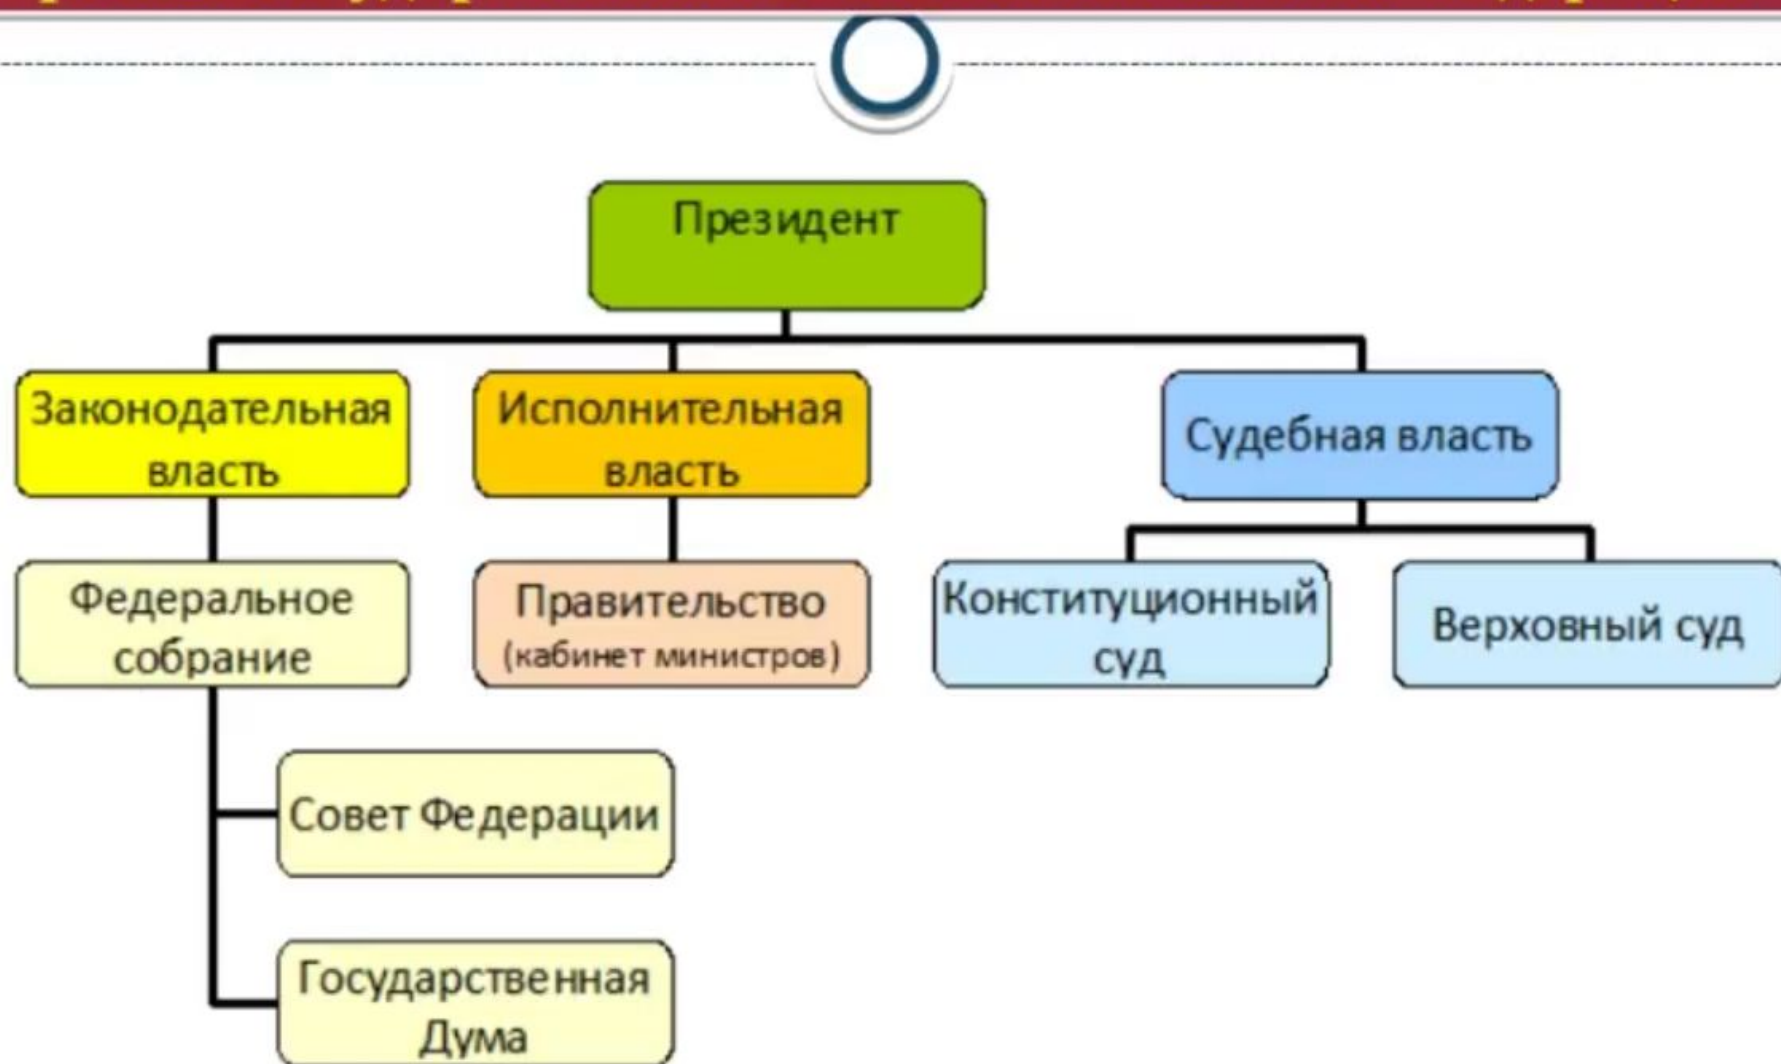 Президент
Законодательная
власть
Исполнительная
власть
Судебная власть
Федеральное
собрание
Правительство
(кабинет министров)
Конституционный
суд
Верховный суд
Совет Федерации
Государственная
Дума